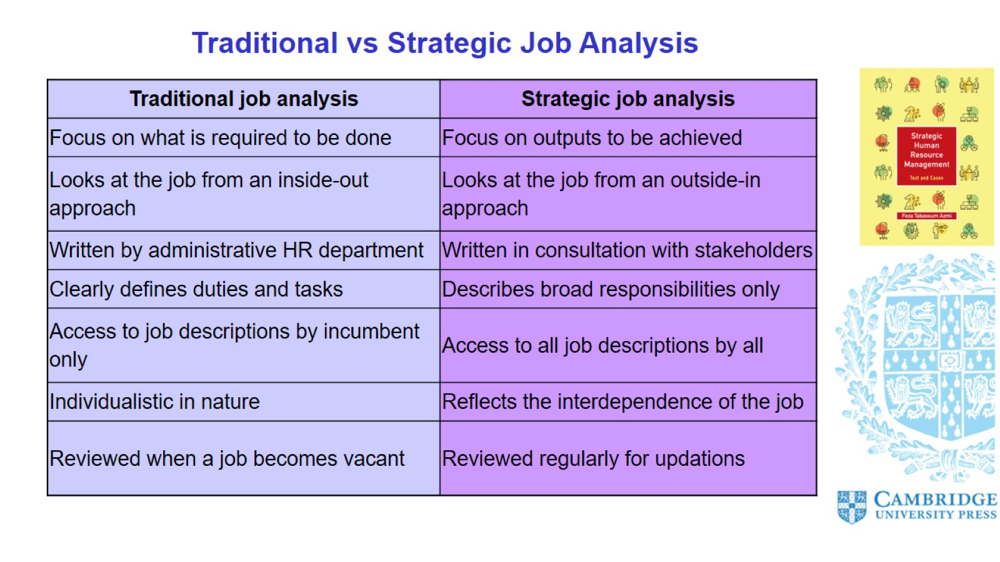 Traditional vs Strategic Job Analysis
Traditional job analysis
Strategic job analysis
Focus on what is required to be done
Focus on outputs to be achieved
Looks at the job from an inside-out
approach
Looks at the job from an outside-in
approach
Written by administrative HR department
Written in consultation with stakeholders
Clearly defines duties and tasks
Describes broad responsibilities only
Access to job descriptions by incumbent
only
Access to all job descriptions by all
Individualistic in nature
Reflects the interdependence of the job
Reviewed when a job becomes vacant
Reviewed regularly for updations
Strategic
Human
Resource
Management
Text and Cases
Feza Tabassum Azmi
CAMBRIDGE
UNIVERSITY PRESS